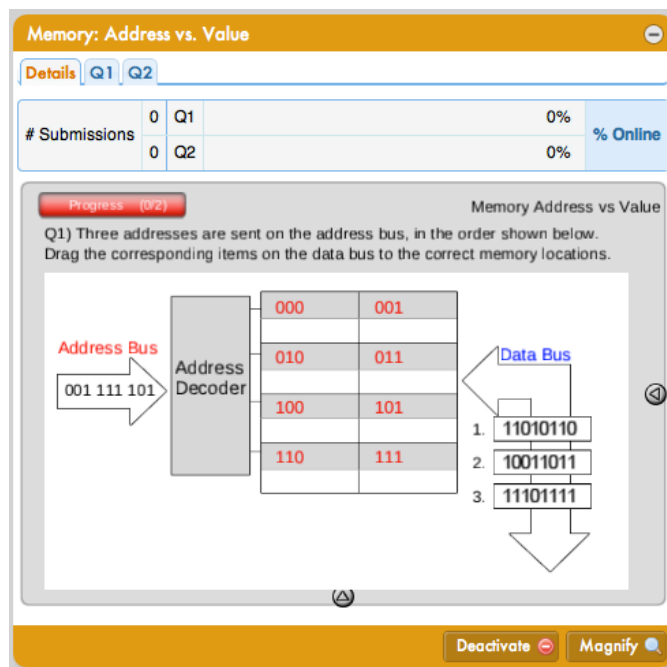 Memory: Address vs. Value
Details Q1 Q2
# Submissions 0 Q1 0% % Online
0 Q2 0%
Progress (0/2) Memory Address vs Value
Q1) Three addresses are sent on the address bus, in the order shown below.
Drag the corresponding items on the data bus to the correct memory locations.
Address Bus
001 111 101
Address
Decoder
000 001
010 011
100 101
110 111
Data Bus
1. 11010110
2. 10011011
3. 11101111
Deactivate Magnify